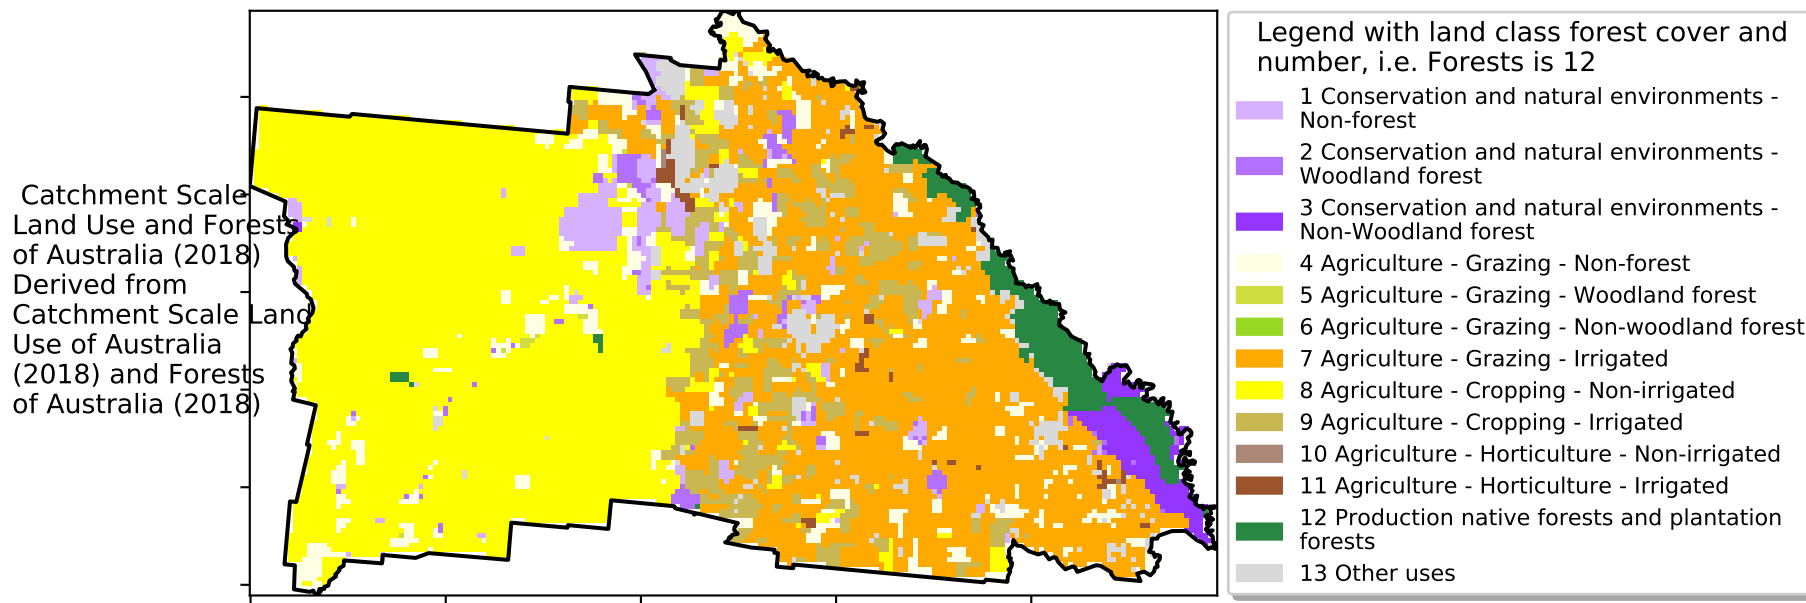 Catchment Scale
Land Use and Forests
of Australia (2018)
Derived from
Catchment Scale Land
Use of Australia
(2018) and Forests
of Australia (2018)
Legend with land class forest cover and
number, i.e. Forests is 12
1 Conservation and natural environments -
Non-forest
2 Conservation and natural environments -
Woodland forest
3 Conservation and natural environments -
Non-Woodland forest
4 Agriculture - Grazing - Non-forest
5 Agriculture - Grazing - Woodland forest
6 Agriculture - Grazing - Non-woodland forest
7 Agriculture - Grazing - Irrigated
8 Agriculture - Cropping - Non-irrigated
9 Agriculture - Cropping - Irrigated
10 Agriculture - Horticulture - Non-irrigated
11 Agriculture - Horticulture - Irrigated
12 Production native forests and plantation
forests
13 Other uses